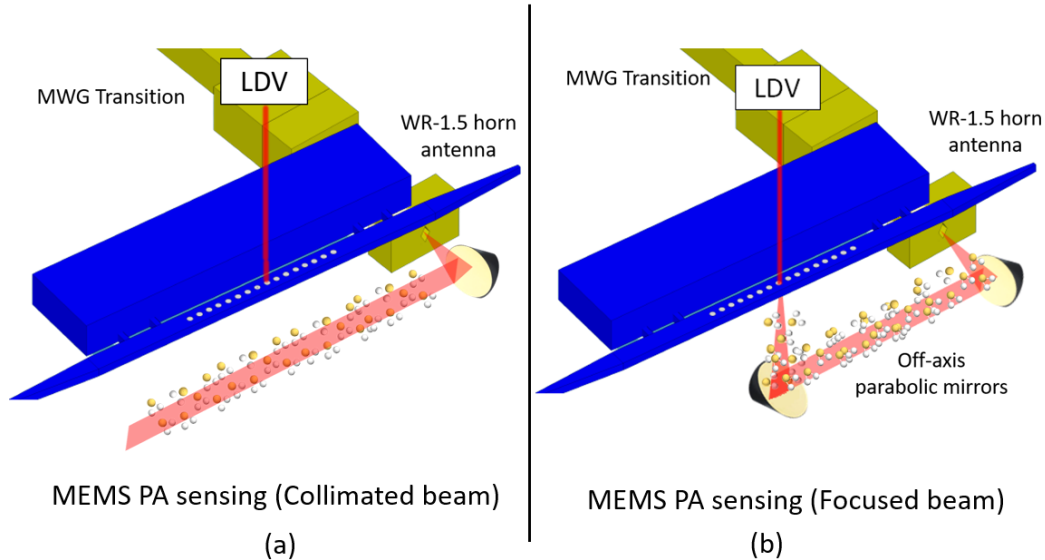 LDV
MWG Transition
WR-1.5 horn
antenna
MEMS PA sensing (Collimated beam)
(a)
LDV
MWG Transition
WR-1.5 horn
antenna
Off-axis
parabolic mirrors
MEMS PA sensing (Focused beam)
(b)